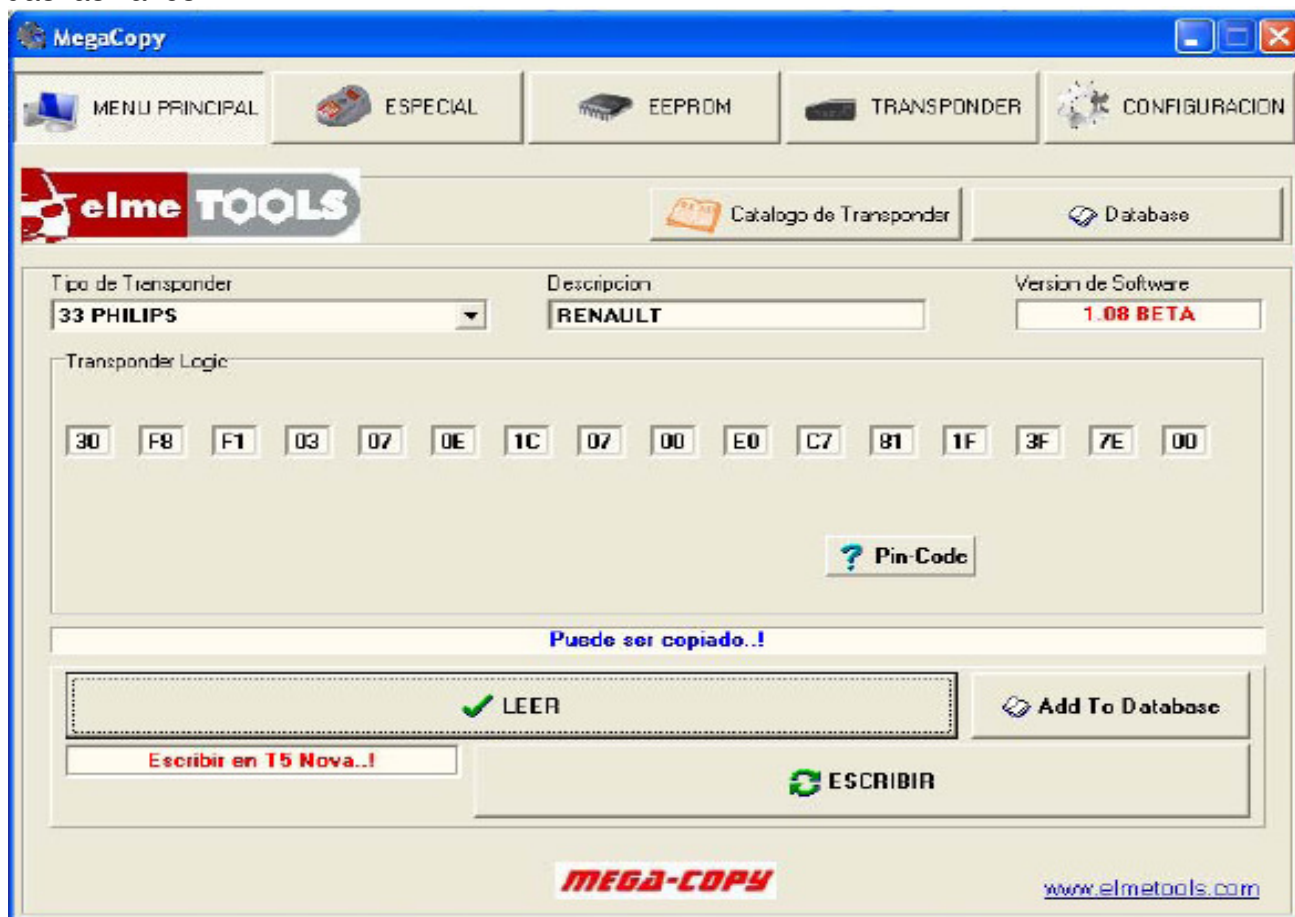 MegaCopy
MENU PRINCIPAL ESPECIAL EEPROM TRANSPONDER CONFIGURACION
elme TOOLS
Catalogo de Transponder Database
Tipo de Transponder Descripcion Version de Software
33 PHILIPS RENAULT 1.08 BETA
Transponder Logic
30 F8 F1 03 07 0E 1C 07 00 E0 C7 81 1F 3F 7E 00
? Pin-Code
Puede ser copiado..!
LEER Add To Database
Escribir en T5 Nova..!
ESCRIBIR
MEGA-COPY www.elmetools.com